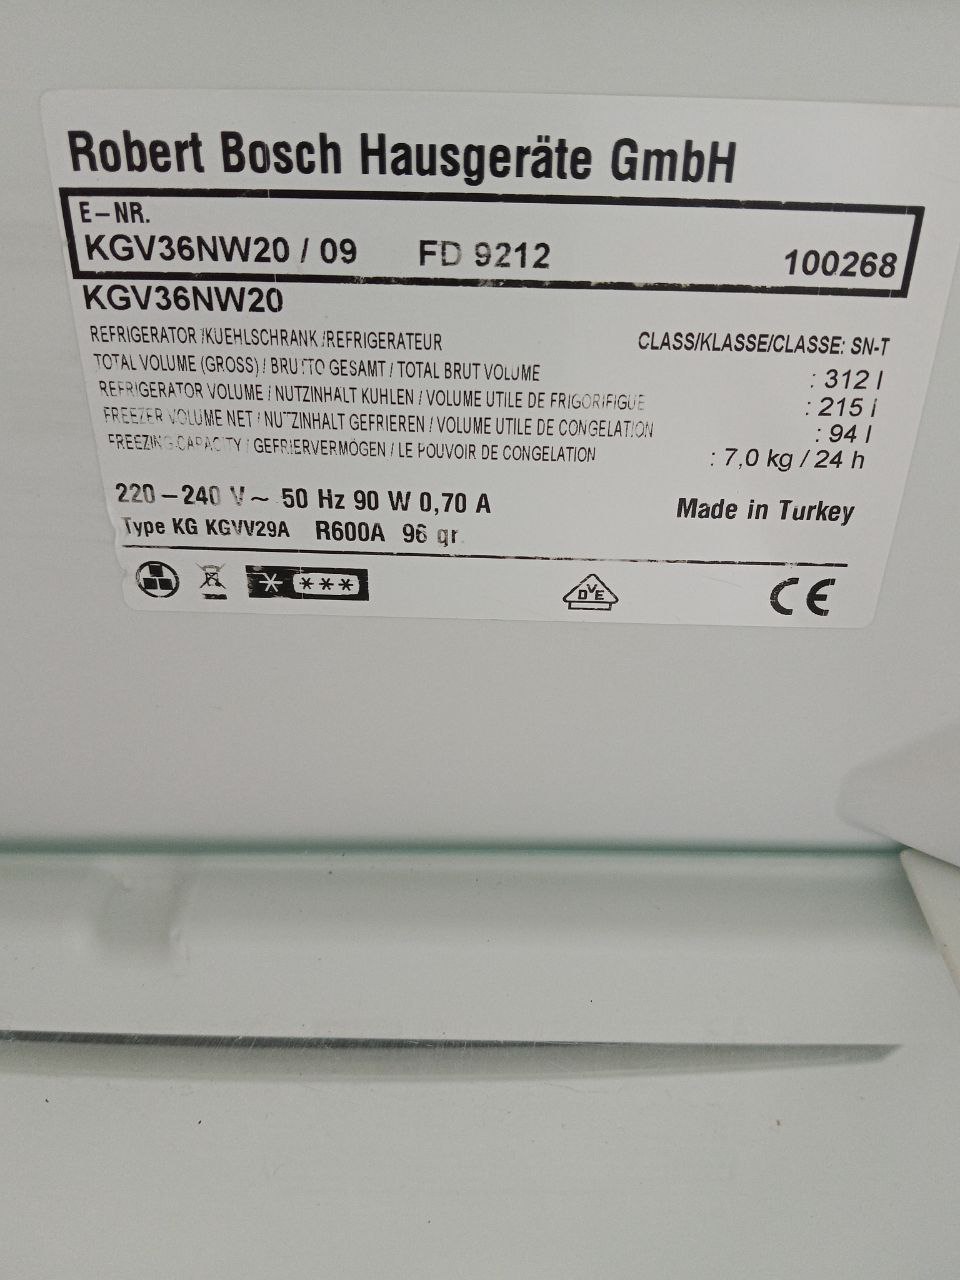 Robert Bosch Hausgeräte GmbH
E-NR.
KGV36NW20 / 09 FD 9212 100268
KGV36NW20
REFRIGERATOR /KUEHLSCHRANK /REFRIGERATEUR CLASS/KLASSE/CLASSE: SN-T
TOTAL VOLUME (GROSS) / BRUTTO GESAMT / TOTAL BRUT VOLUME : 312 l
REFRIGERATOR VOLUME / NUTZINHALT KUHLEN / VOLUME UTILE DE FRIGORIFIGUE : 215 l
FREEZER VOLUME NET / NUTZINHALT GEFRIEREN / VOLUME UTILE DE CONGELATION : 94 l
FREEZING CAPACITY / GEFRIERVERMÖGEN / LE POUVOIR DE CONGELATION : 7,0 kg / 24 h
220 – 240 V ~ 50 Hz 90 W 0,70 A Made in Turkey
Type KG KGVV29A R600A 96 gr.
DVE CE